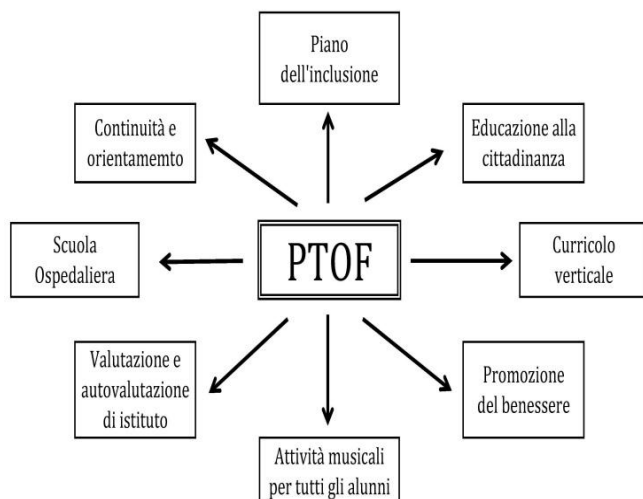 Piano
dell'inclusione
Continuità e
orientamemto
Educazione alla
cittadinanza
Scuola
Ospedaliera
PTOF
Curricolo
verticale
Valutazione e
autovalutazione
di istituto
Promozione
del benessere
Attività musicali
per tutti gli alunni